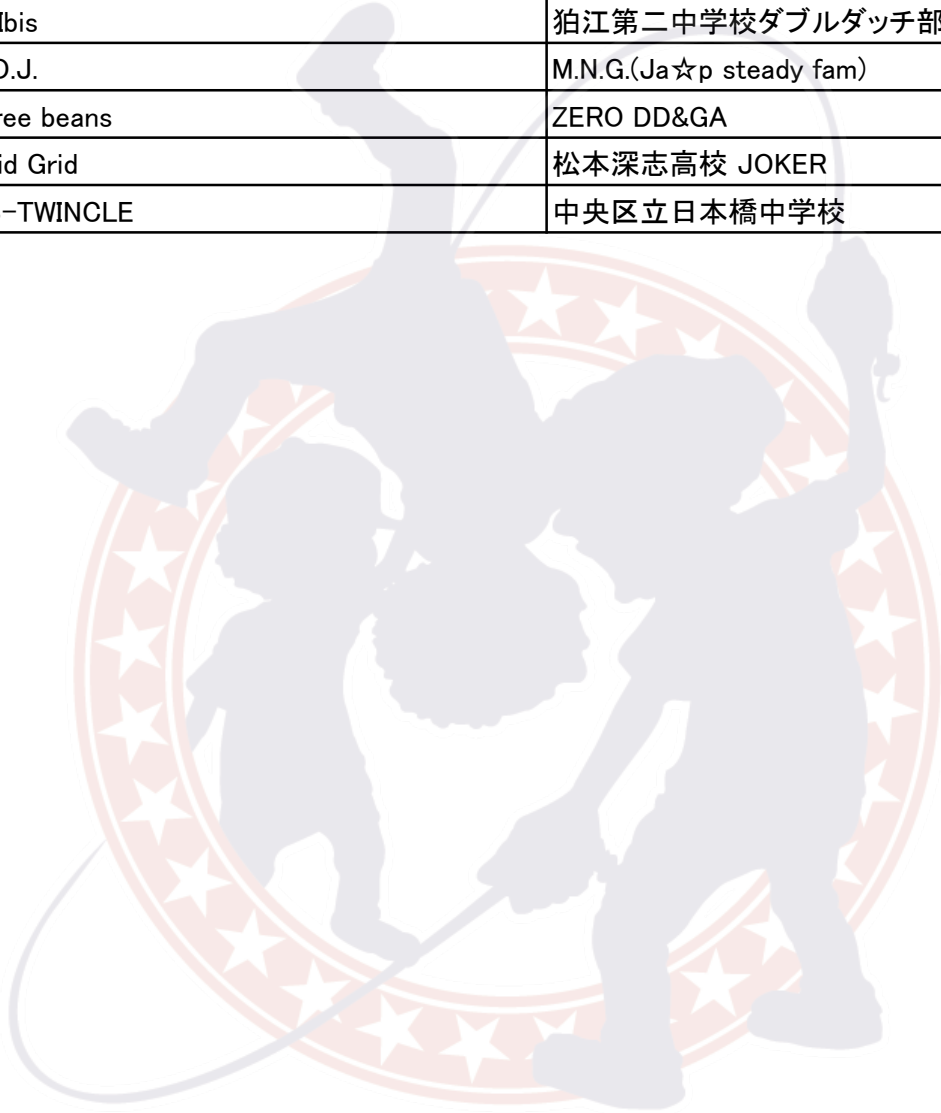 Ibis 狛江第二中学校ダブルダッチ部
.J. M.N.G.(Ja☆p steady fam)
ree beans ZERO DD&GA
id Grid 松本深志高校 JOKER
-TWINCLE 中央区立日本橋中学校